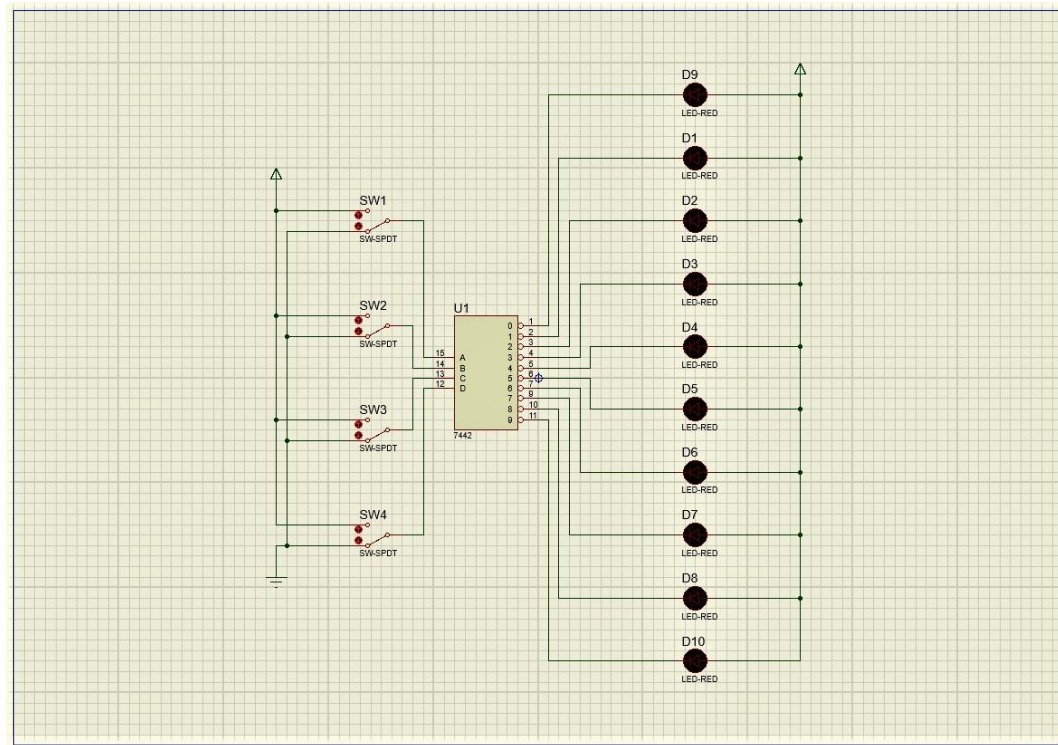 D9
LED-RED
D1
LED-RED
SW1
SW-SPDT
D2
LED-RED
D3
LED-RED
SW2
SW-SPDT
U1
15 A
14 B
13 C
12 D
0 1
1 2
2 3
3 4
4 5
5 6
6 7
7 9
8 10
9 11
7442
D4
LED-RED
D5
LED-RED
SW3
SW-SPDT
D6
LED-RED
SW4
SW-SPDT
D7
LED-RED
D8
LED-RED
D10
LED-RED